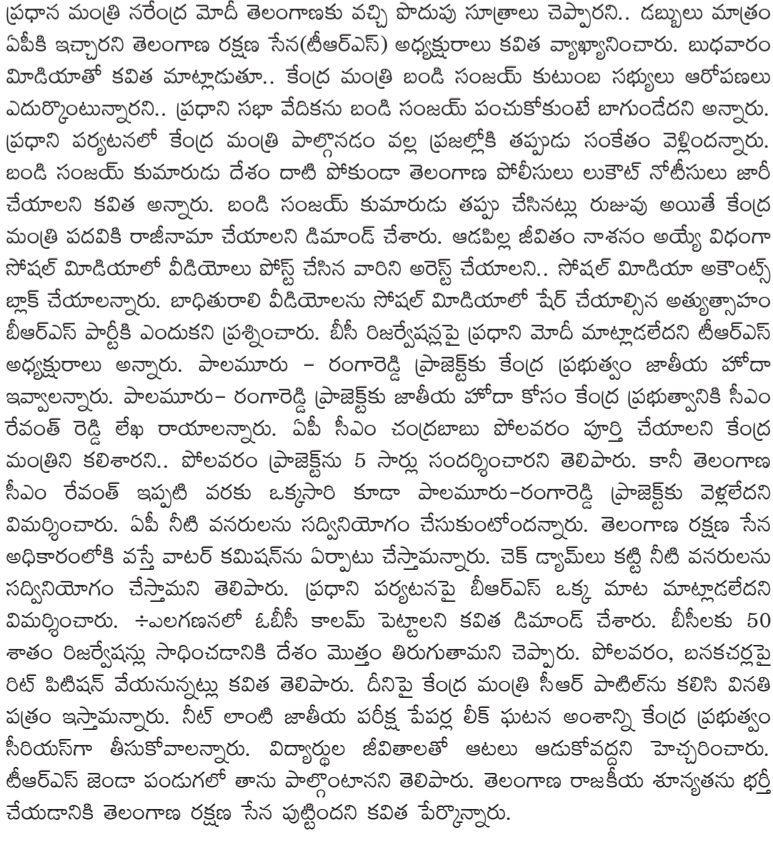 ప్రధాన మంత్రి నరేంద్ర మోదీ తెలంగాణకు వచ్చి పొదుపు సూత్రాలు చెప్పారని.. డబ్బులు మాత్రం
ఏపీకి ఇచ్చారని తెలంగాణ రక్షణ సేన(టీఆర్ఎస్) అధ్యక్షురాలు కవిత వ్యాఖ్యానించారు. బుధవారం
మీడియాతో కవిత మాట్లాడుతూ.. కేంద్ర మంత్రి బండి సంజయ్ కుటుంబ సభ్యులు ఆరోపణలు
ఎదుర్కొంటున్నారని.. ప్రధాని సభా వేదికను బండి సంజయ్ పంచుకోకుంటే బాగుండేదని అన్నారు.
ప్రధాని పర్యటనలో కేంద్ర మంత్రి పాల్గొనడం వల్ల ప్రజల్లోకి తప్పుడు సంకేతం వెళ్లిందన్నారు.
బండి సంజయ్ కుమారుడు దేశం దాటి పోకుండా తెలంగాణ పోలీసులు లుకౌట్ నోటీసులు జారీ
చేయాలని కవిత అన్నారు. బండి సంజయ్ కుమారుడు తప్పు చేసినట్లు రుజువు అయితే కేంద్ర
మంత్రి పదవికి రాజీనామా చేయాలని డిమాండ్ చేశారు. ఆడపిల్ల జీవితం నాశనం అయ్యే విధంగా
సోషల్ మీడియాలో వీడియోలు పోస్ట్ చేసిన వారిని అరెస్ట్ చేయాలని.. సోషల్ మీడియా అకౌంట్స్
బ్లాక్ చేయాలన్నారు. బాధితురాలి వీడియోలను సోషల్ మీడియాలో షేర్ చేయాల్సిన అత్యుత్సాహం
బీఆర్ఎస్ పార్టీకి ఎందుకని ప్రశ్నించారు. బీసీ రిజర్వేషన్లపై ప్రధాని మోదీ మాట్లాడలేదని టీఆర్ఎస్
అధ్యక్షురాలు అన్నారు. పాలమూరు - రంగారెడ్డి ప్రాజెక్ట్‌కు కేంద్ర ప్రభుత్వం జాతీయ హోదా
ఇవ్వాలన్నారు. పాలమూరు- రంగారెడ్డి ప్రాజెక్ట్‌కు జాతీయ హోదా కోసం కేంద్ర ప్రభుత్వానికి సీఎం
రేవంత్ రెడ్డి లేఖ రాయాలన్నారు. ఏపీ సీఎం చంద్రబాబు పోలవరం పూర్తి చేయాలని కేంద్ర
మంత్రిని కలిశారని.. పోలవరం ప్రాజెక్ట్‌ను 5 సార్లు సందర్శించారని తెలిపారు. కానీ తెలంగాణ
సీఎం రేవంత్ ఇప్పటి వరకు ఒక్కసారి కూడా పాలమూరు-రంగారెడ్డి ప్రాజెక్ట్‌కు వెళ్లలేదని
విమర్శించారు. ఏపీ నీటి వనరులను సద్వినియోగం చేసుకుంటోందన్నారు. తెలంగాణ రక్షణ సేన
అధికారంలోకి వస్తే వాటర్ కమిషన్‌ను ఏర్పాటు చేస్తామన్నారు. చెక్ డ్యామ్‌లు కట్టి నీటి వనరులను
సద్వినియోగం చేస్తామని తెలిపారు. ప్రధాని పర్యటనపై బీఆర్ఎస్ ఒక్క మాట మాట్లాడలేదని
విమర్శించారు. ÷ఎలగణనలో ఓబీసీ కాలమ్ పెట్టాలని కవిత డిమాండ్ చేశారు. బీసీలకు 50
శాతం రిజర్వేషన్లు సాధించడానికి దేశం మొత్తం తిరుగుతామని చెప్పారు. పోలవరం, బనకచర్లపై
రిట్ పిటిషన్ వేయనున్నట్లు కవిత తెలిపారు. దీనిపై కేంద్ర మంత్రి సీఆర్ పాటిల్‌ను కలిసి వినతి
పత్రం ఇస్తామన్నారు. నీట్ లాంటి జాతీయ పరీక్ష పేపర్ల లీక్ ఘటన అంశాన్ని కేంద్ర ప్రభుత్వం
సీరియస్‌గా తీసుకోవాలన్నారు. విద్యార్థుల జీవితాలతో ఆటలు ఆడుకోవద్దని హెచ్చరించారు.
టీఆర్ఎస్ జెండా పండుగలో తాను పాల్గొంటానని తెలిపారు. తెలంగాణ రాజకీయ శూన్యతను భర్తీ
చేయడానికి తెలంగాణ రక్షణ సేన పుట్టిందని కవిత పేర్కొన్నారు.